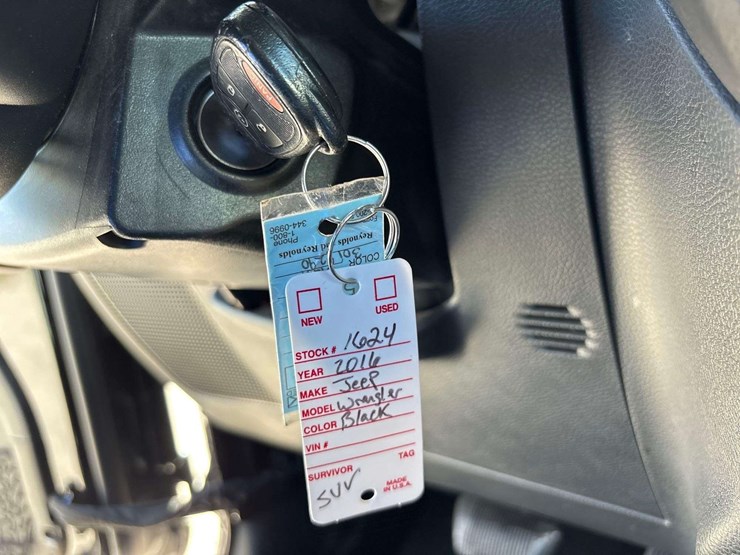 NEW
USED
STOCK # 1624
YEAR 2016
MAKE Jeep
MODEL Wrangler
COLOR Black
VIN #
SURVIVOR TAG
SUV
MADE
IN U.S.A.
COLOR
Reynolds
Reynolds
Phone
1-800-
344-0996